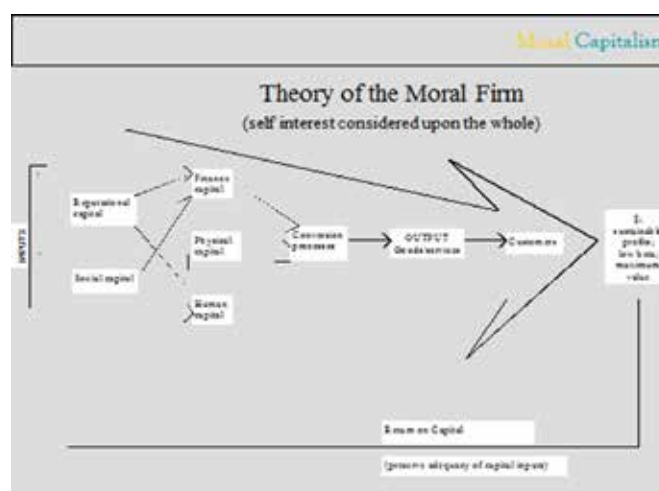 Moral Capitalism
Theory of the Moral Firm
(self interest considered upon the whole)
Finance
capital
Reputational
capital
Physical
capital
Conversion
processes
OUTPUT
Goods/services
Customers
$:
sustainable
profits;
low beta;
maximum
value
INPUTS
Social capital
Human
capital
Return on Capital
(preserve adequacy of capital inputs)